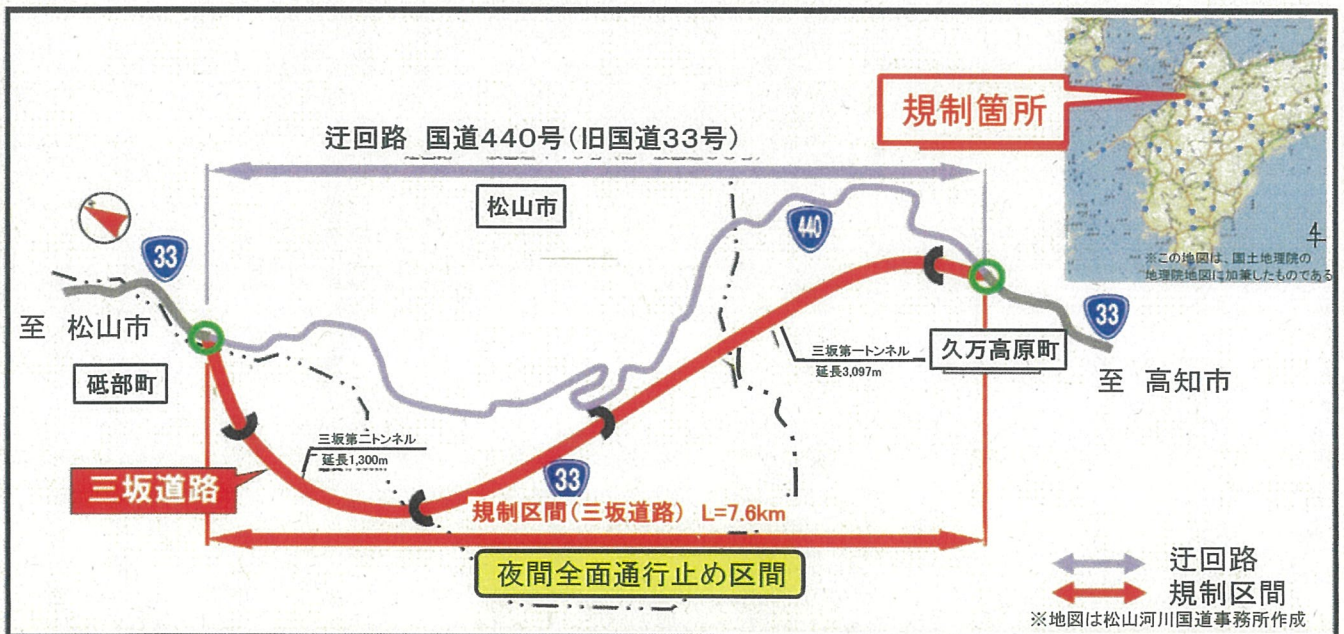 規制箇所
迂回路 国道440号(旧国道33号)
松山市
33
440
※この地図は、国土地理院の
地理院地図に加筆したものである
至 松山市
33
砥部町
三坂第一トンネル
延長3,097m
久万高原町
至 高知市
三坂第二トンネル
延長1,300m
三坂道路
33
規制区間(三坂道路) L=7.6km
夜間全面通行止め区間
迂回路
規制区間
※地図は松山河川国道事務所作成